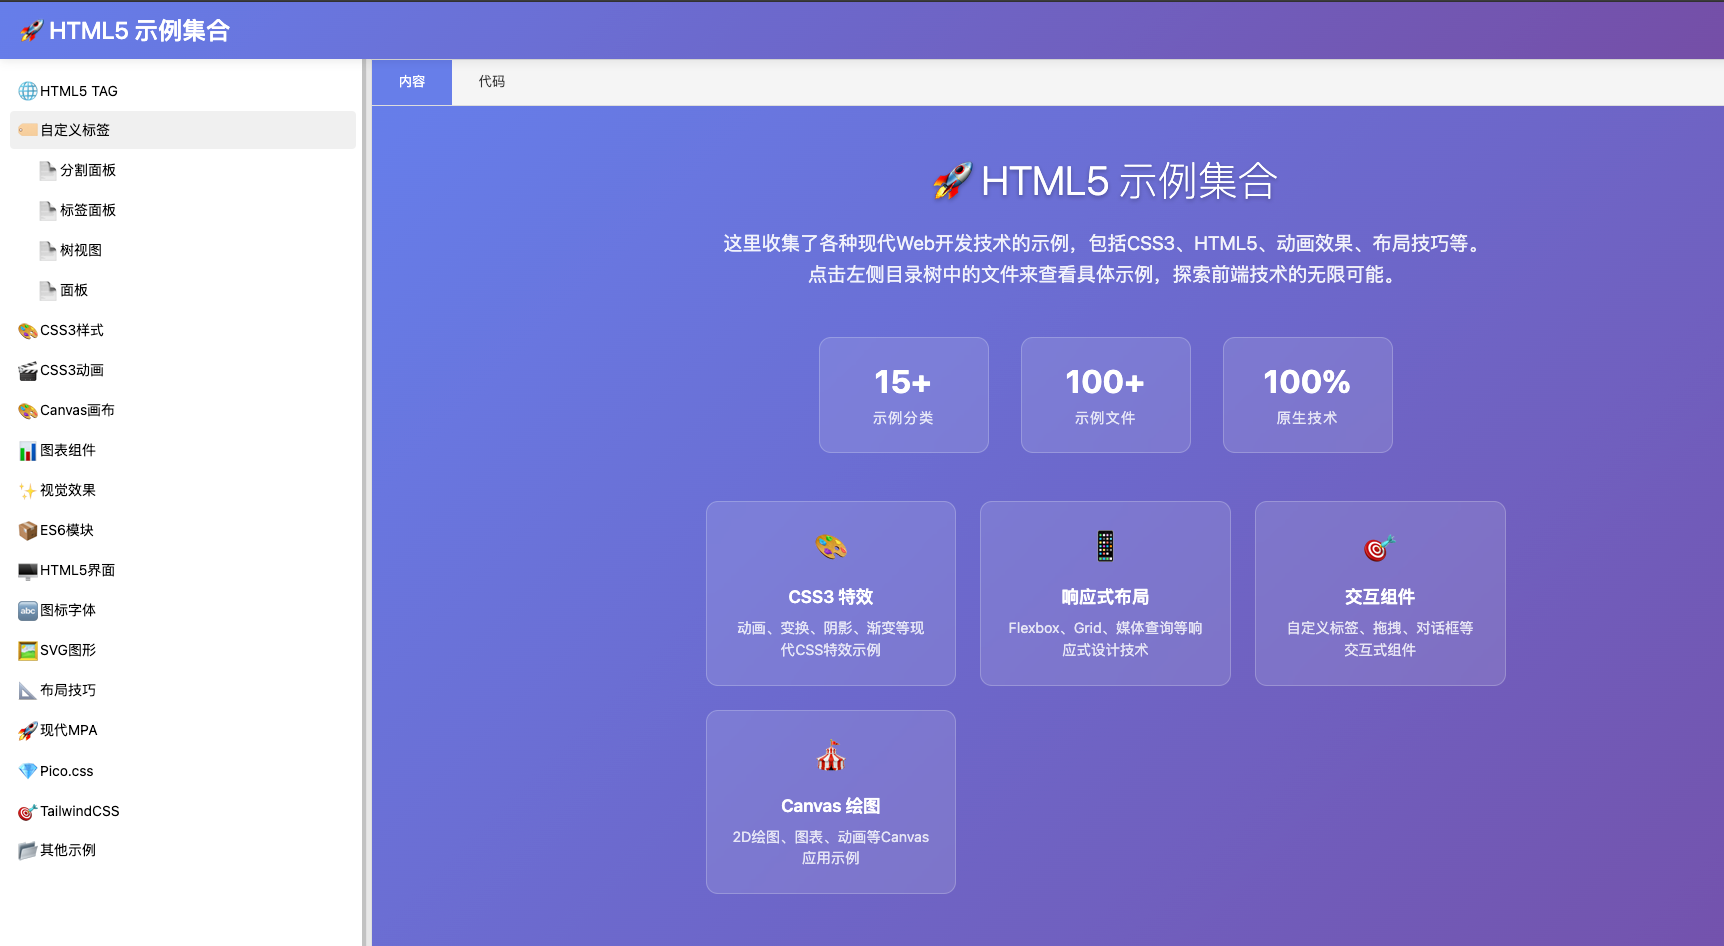 🚀 HTML5 示例集合
🌐 HTML5 TAG
🏷️ 自定义标签
分割面板
标签面板
树视图
面板
CSS3样式
CSS3动画
Canvas画布
图表组件
视觉效果
ES6模块
HTML5界面
abc 图标字体
SVG图形
布局技巧
现代MPA
Pico.css
TailwindCSS
其他示例
内容
代码
🚀 HTML5 示例集合
这里收集了各种现代Web开发技术的示例，包括CSS3、HTML5、动画效果、布局技巧等。
点击左侧目录树中的文件来查看具体示例，探索前端技术的无限可能。
15+
示例分类
100+
示例文件
100%
原生技术
CSS3 特效
动画、变换、阴影、渐变等现
代CSS特效示例
响应式布局
Flexbox、Grid、媒体查询等响
应式设计技术
交互组件
自定义标签、拖拽、对话框等
交互式组件
Canvas 绘图
2D绘图、图表、动画等Canvas
应用示例